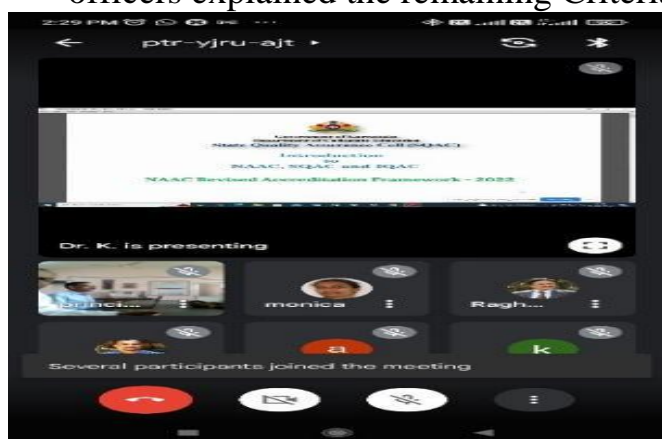 officers explained the remaining Criteria
2:29 PM
ptr-yjru-ajt
State Quality Assurance Cell (SQAC)
Introduction
to
NAAC, SQAC and IQAC
NAAC Revised Accreditation Framework - 2022
Dr. K. is presenting
monica
Ragh...
a
k
Several participants joined the meeting